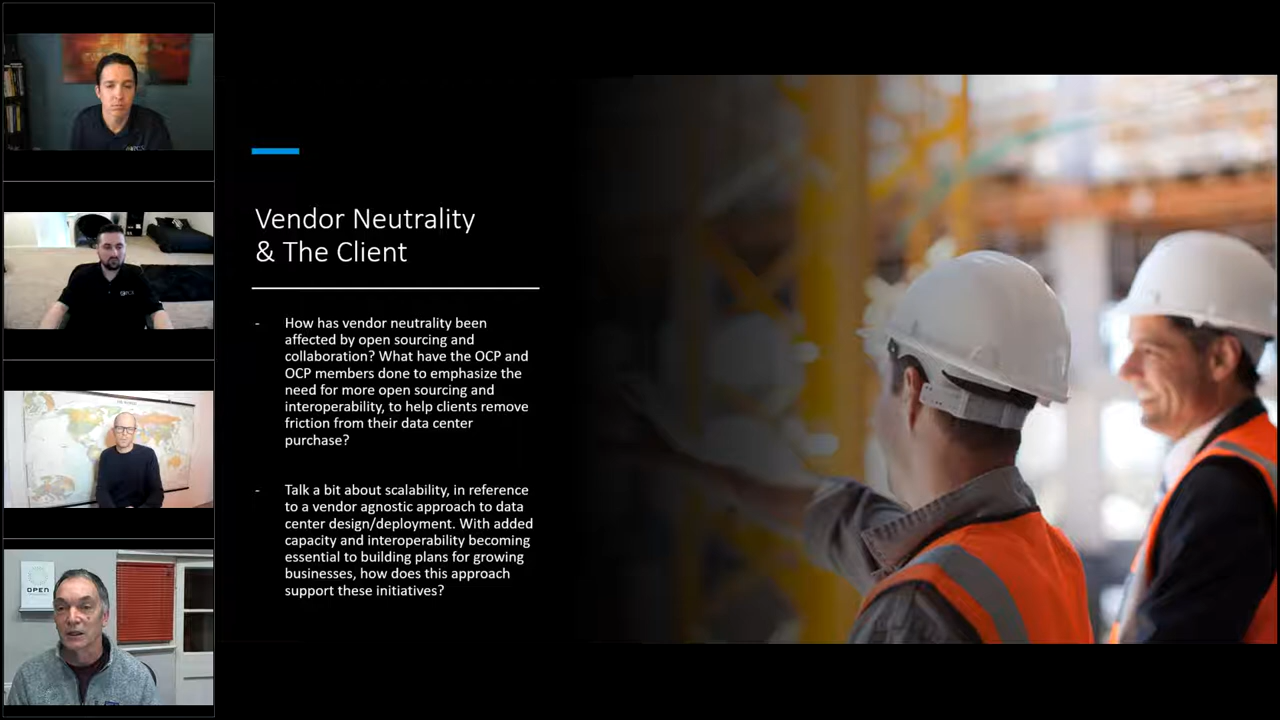 Vendor Neutrality
& The Client
- How has vendor neutrality been
affected by open sourcing and
collaboration? What have the OCP and
OCP members done to emphasize the
need for more open sourcing and
interoperability, to help clients remove
friction from their data center
purchase?
- Talk a bit about scalability, in reference
to a vendor agnostic approach to data
center design/deployment. With added
capacity and interoperability becoming
essential to building plans for growing
businesses, how does this approach
support these initiatives?
OPEN